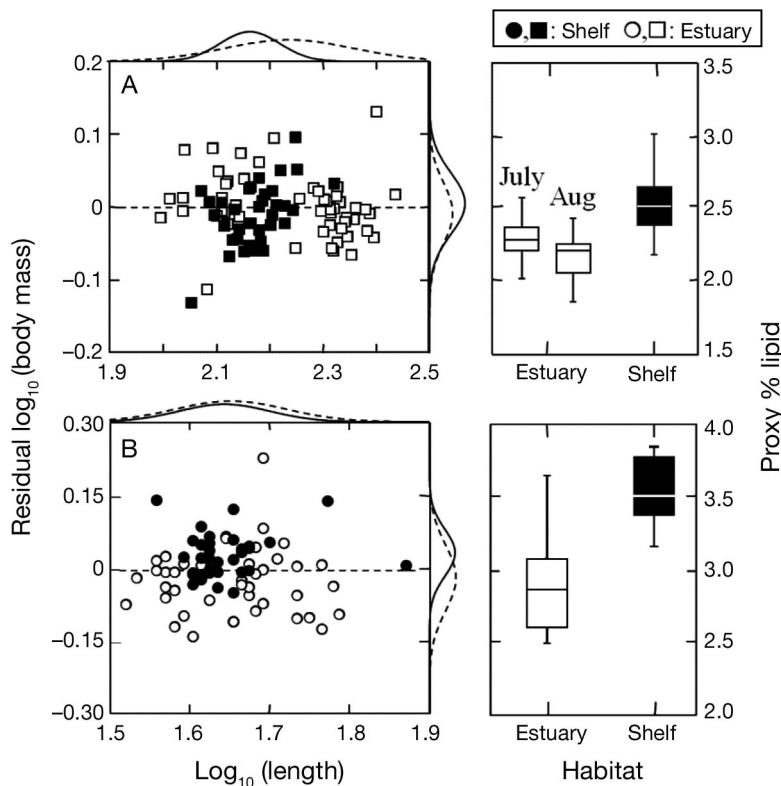 ●,■: Shelf ○,□: Estuary
A
0.2
0.1
0
−0.1
−0.2
1.9 2.1 2.3 2.5
July
Aug
3.5
3.0
2.5
2.0
1.5
Estuary Shelf
B
0.30
0.15
0
−0.15
−0.30
1.5 1.6 1.7 1.8 1.9
4.0
3.5
3.0
2.5
2.0
Estuary Shelf
Residual log10 (body mass)
Proxy % lipid
Log10 (length)
Habitat